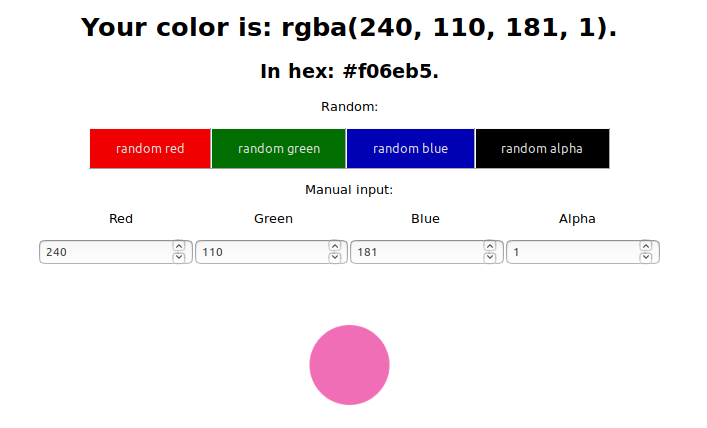 Your color is: rgba(240, 110, 181, 1).
In hex: #f06eb5.
Random:
random red random green random blue random alpha
Manual input:
Red Green Blue Alpha
240 110 181 1